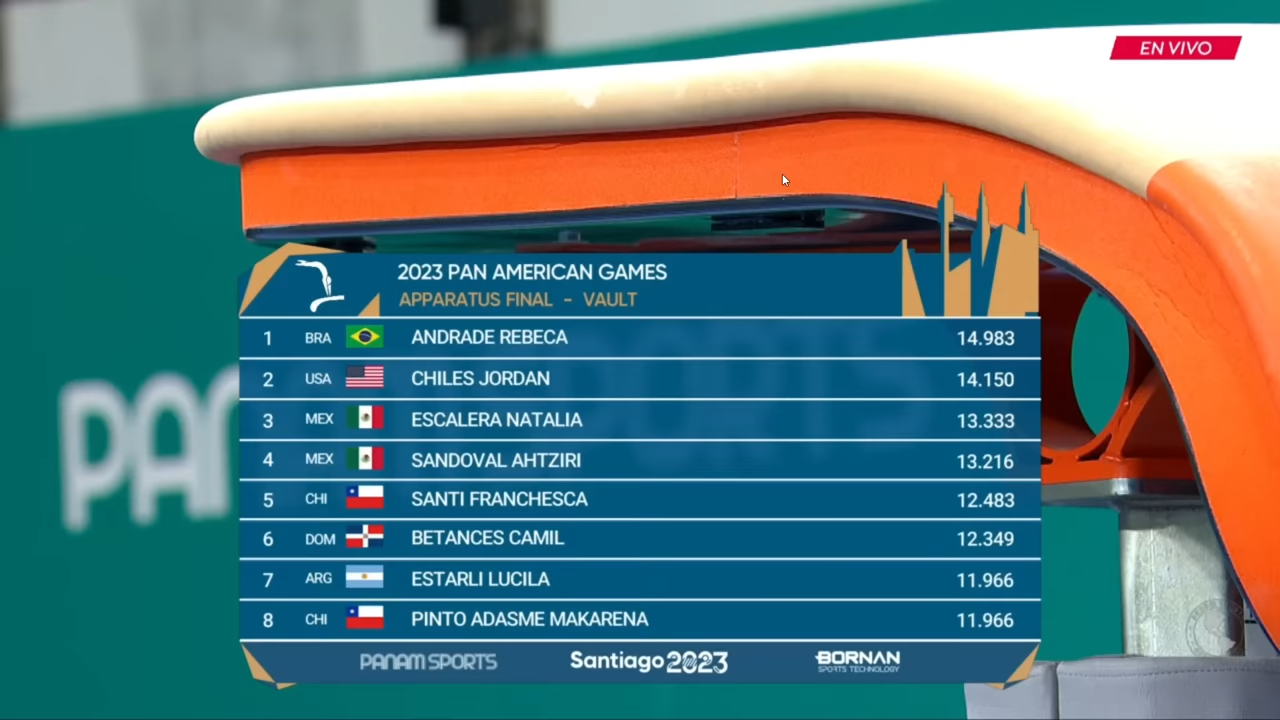 EN VIVO
2023 PAN AMERICAN GAMES
APPARATUS FINAL - VAULT
1 BRA ANDRADE REBECA 14.983
2 USA CHILES JORDAN 14.150
3 MEX ESCALERA NATALIA 13.333
4 MEX SANDOVAL AHTZIRI 13.216
5 CHI SANTI FRANCHESCA 12.483
6 DOM BETANCES CAMIL 12.349
7 ARG ESTARLI LUCILA 11.966
8 CHI PINTO ADASME MAKARENA 11.966
PANAM SPORTS Santiago 2023 BORNAN
SPORTS TECHNOLOGY
PANAM